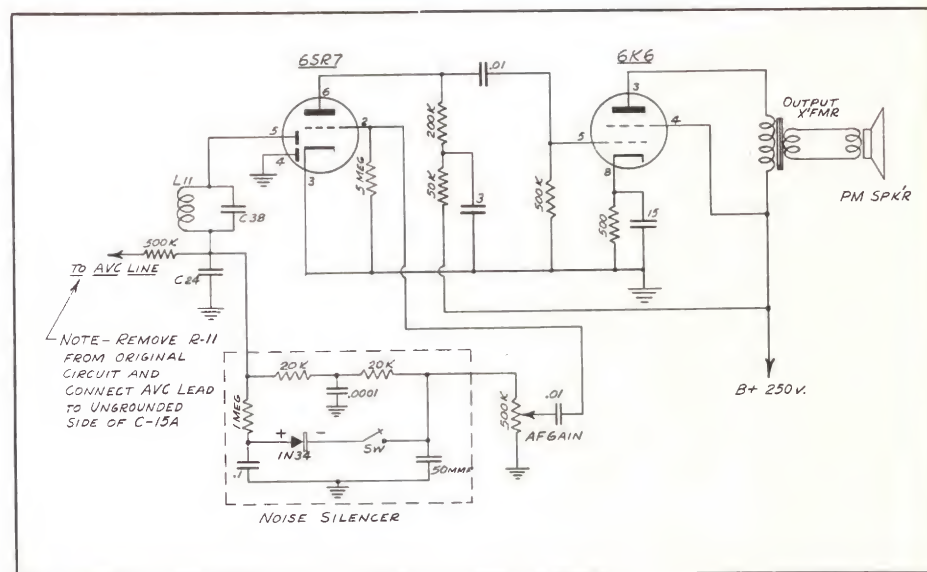 6SR7
6K6
6
.01
3
OUTPUT
X'FMR
5
4
2
200K
5
4
3
5 MEG
8
L11
C38
50K
3
500K
500
15
PM SPK'R
500K
TO AVC LINE
C24
NOTE - REMOVE R-11
FROM ORIGINAL
CIRCUIT AND
CONNECT AVC LEAD
TO UNGROUNDED
SIDE OF C-15A
B+ 250V.
20K
20K
.0001
1 MEG
+
-
1N34
SW
.1
50MMF
500K
.01
AF GAIN
NOISE SILENCER